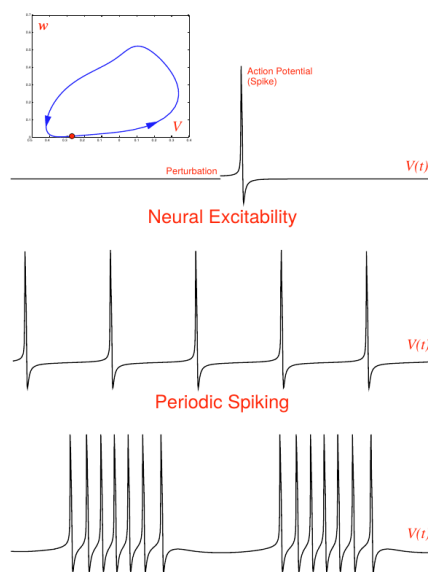 w
V
Action Potential
(Spike)
Perturbation
V(t)
Neural Excitability
V(t)
Periodic Spiking
V(t)